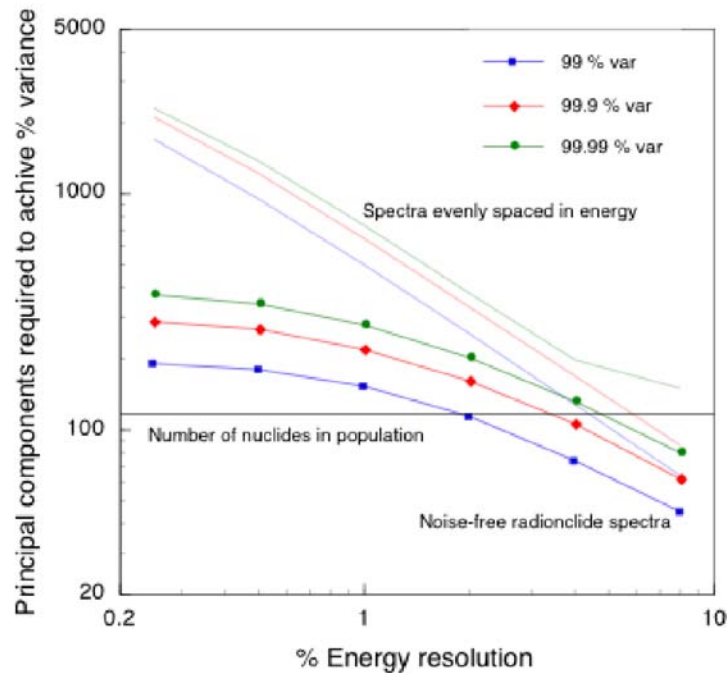 5000
99 % var
99.9 % var
99.99 % var
1000
Spectra evenly spaced in energy
Principal components required to achive % variance
Number of nuclides in population
100
Noise-free radionclide spectra
20
0.2
1
10
% Energy resolution